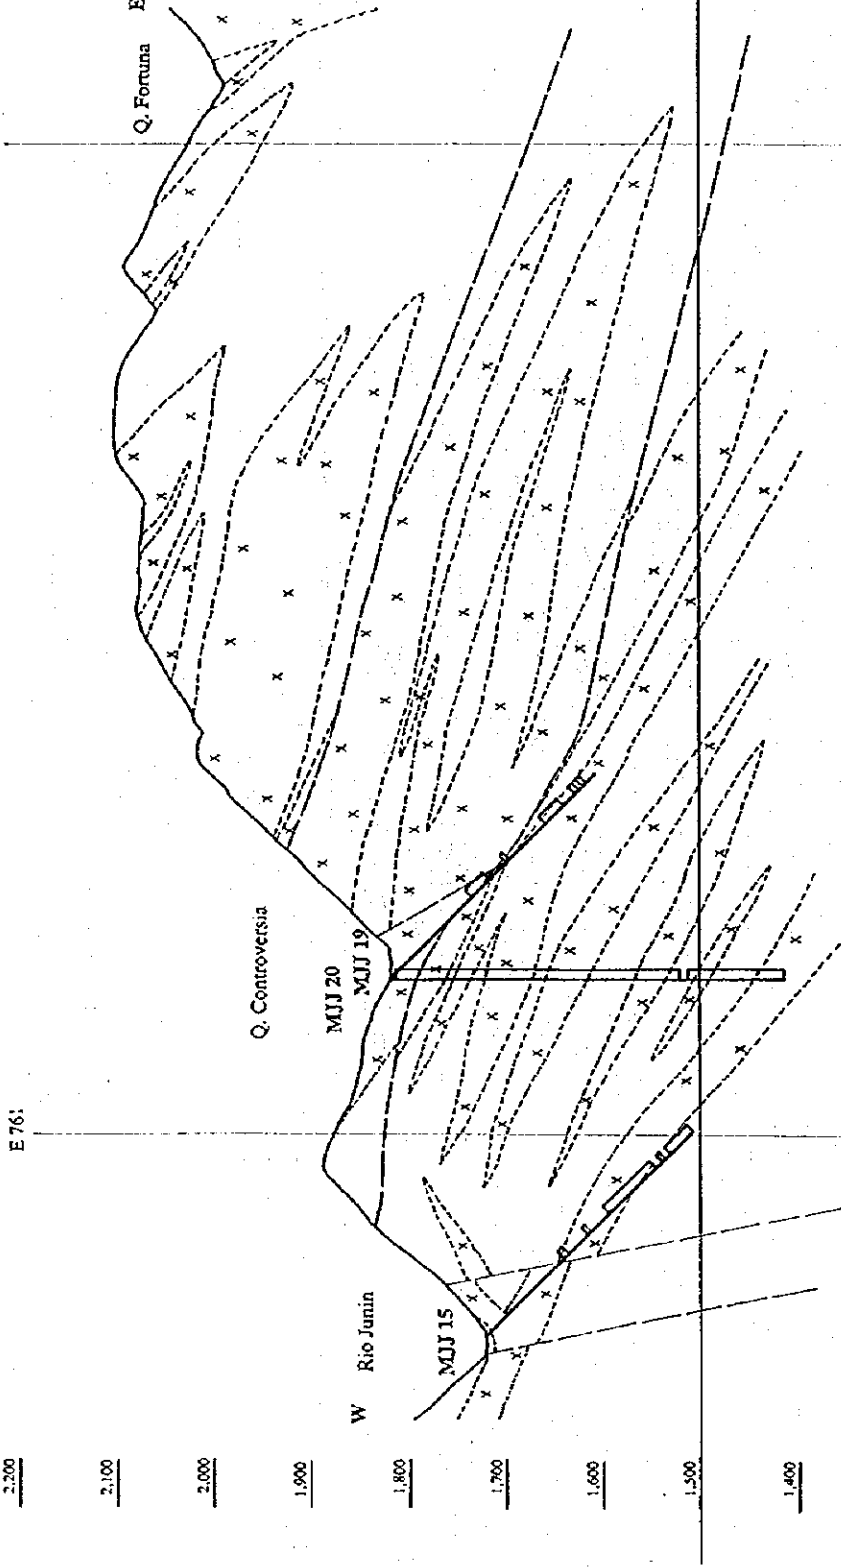 2,200
E 761
2,100
E
Q. Fortuna
2,000
Q. Controversia
1,900
MJJ 20
W
Rio Junin
MJJ 19
1,800
MJJ 15
1,700
1,600
1,500
1,400